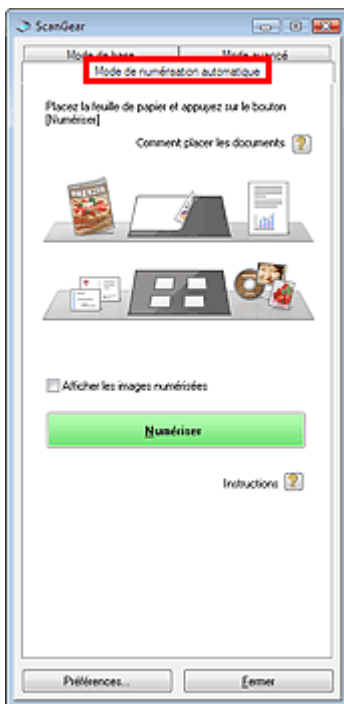 ScanGear
Mode de base Mode avancé
Mode de numérisation automatique
Placez la feuille de papier et appuyez sur le bouton
[Numériser]
Comment placer les documents
Afficher les images numérisées
Numériser
Instructions
Préférences... Fermer